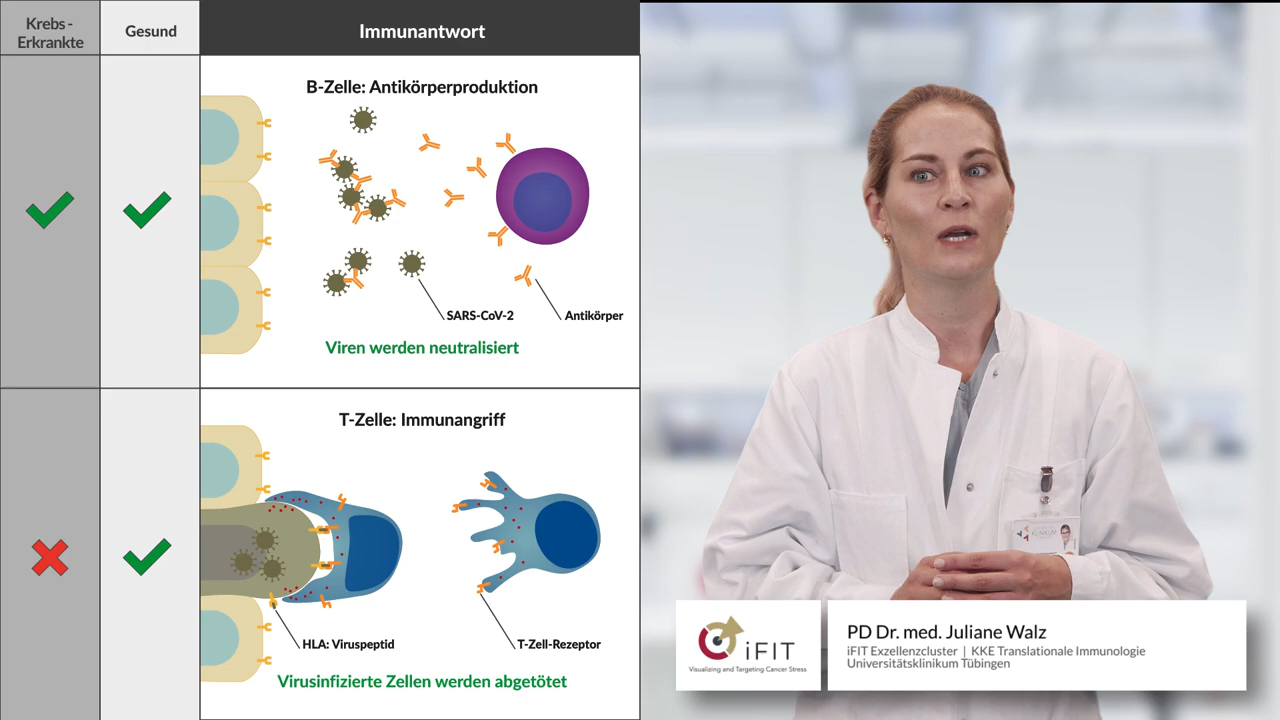 Krebs-
Erkrankte
Gesund
Immunantwort
B-Zelle: Antikörperproduktion
SARS-CoV-2
Antikörper
Viren werden neutralisiert
T-Zelle: Immunangriff
HLA: Viruspeptid
T-Zell-Rezeptor
Virusinfizierte Zellen werden abgetötet
iFIT
Visualizing and Targeting Cancer Stress
PD Dr. med. Juliane Walz
iFIT Exzellenzcluster | KKE Translationale Immunologie
Universitätsklinikum Tübingen